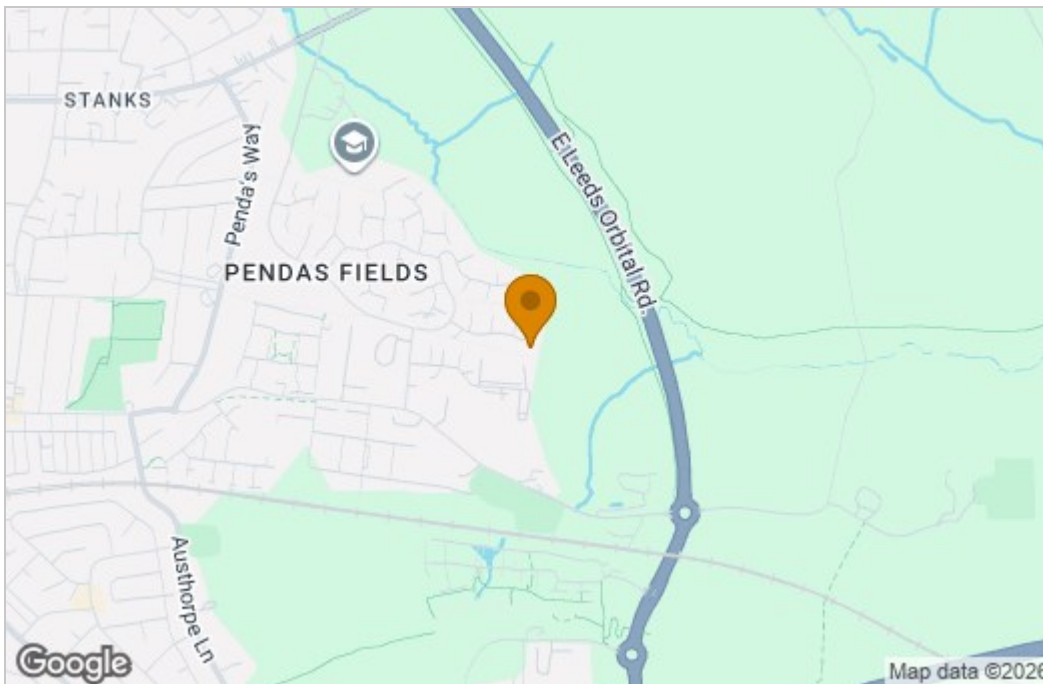 STANKS
Penda's Way
PENDAS FIELDS
E Leeds Orbital Rd.
Austhorpe Ln
Google
Map data ©2026